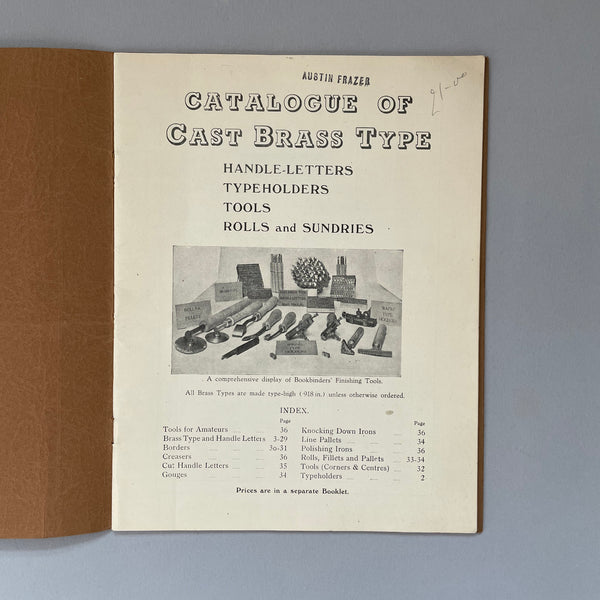 AUSTIN FRAZER
CATALOGUE OF
CAST BRASS TYPE
HANDLE-LETTERS
TYPEHOLDERS
TOOLS
ROLLS and SUNDRIES
A comprehensive display of Bookbinders' Finishing Tools.
All Brass Types are made type-high (·918 in.) unless otherwise ordered.
INDEX.
Page
Tools for Amateurs ... 36
Brass Type and Handle Letters 3-29
Borders ... 30-31
Creasers ... 36
Cut Handle Letters ... 35
Gouges ... 34
Page
Knocking Down Irons ... 36
Line Pallets ... 34
Polishing Irons ... 36
Rolls, Fillets and Pallets ... 33-34
Tools (Corners & Centres) ... 32
Typeholders ... 2
Prices are in a separate Booklet.